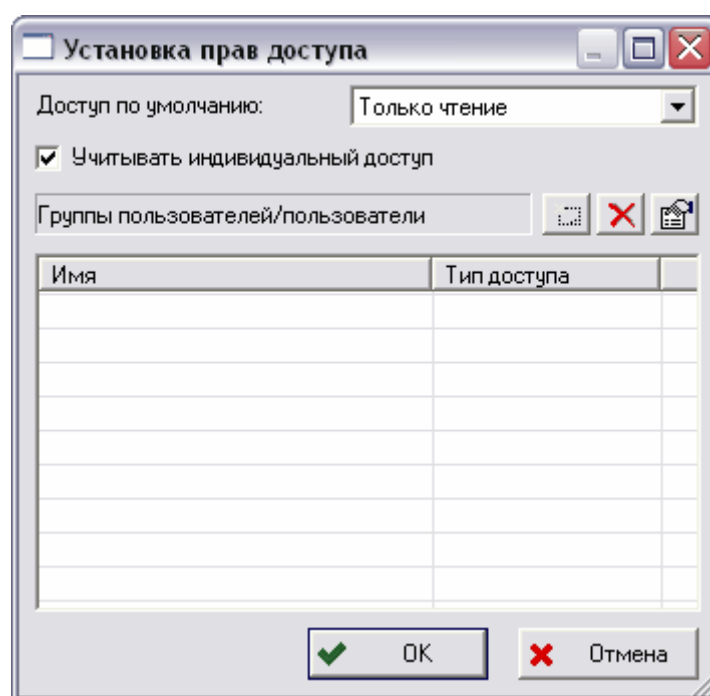 Установка прав доступа
Доступ по умолчанию: Только чтение
Учитывать индивидуальный доступ
Группы пользователей/пользователи
Имя Тип доступа
OK Отмена